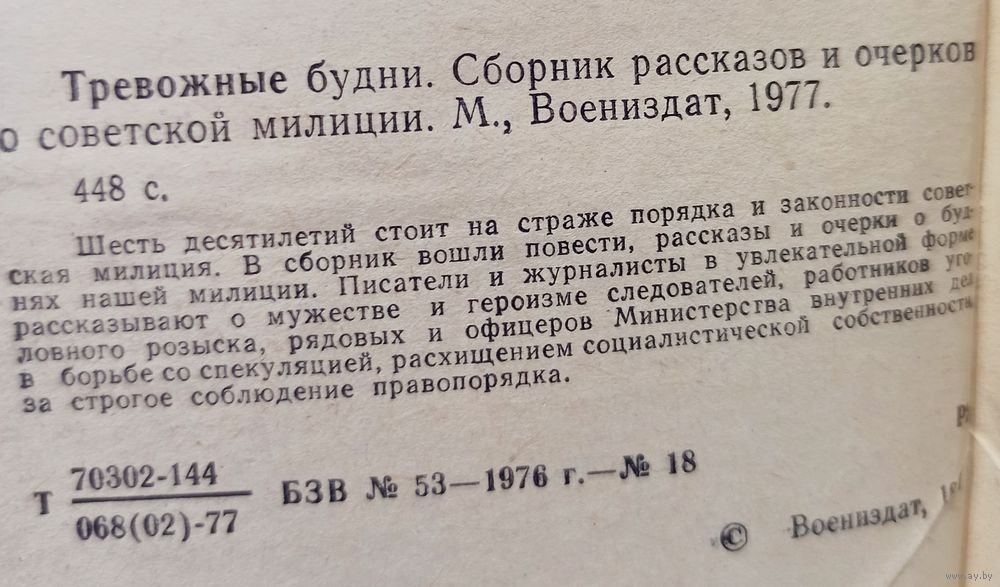 Тревожные будни. Сборник рассказов и очерков
о советской милиции. М., Воениздат, 1977.
448 с.
Шесть десятилетий стоит на страже порядка и законности совет-
ская милиция. В сборник вошли повести, рассказы и очерки о буд-
нях нашей милиции. Писатели и журналисты в увлекательной форме
рассказывают о мужестве и героизме следователей, работников уго-
ловного розыска, рядовых и офицеров Министерства внутренних дел
в борьбе со спекуляцией, расхищением социалистической собственности,
за строгое соблюдение правопорядка.
Т 70302-144
068(02)-77
БЗВ № 53—1976 г.—№ 18
© Воениздат,
www.ay.by